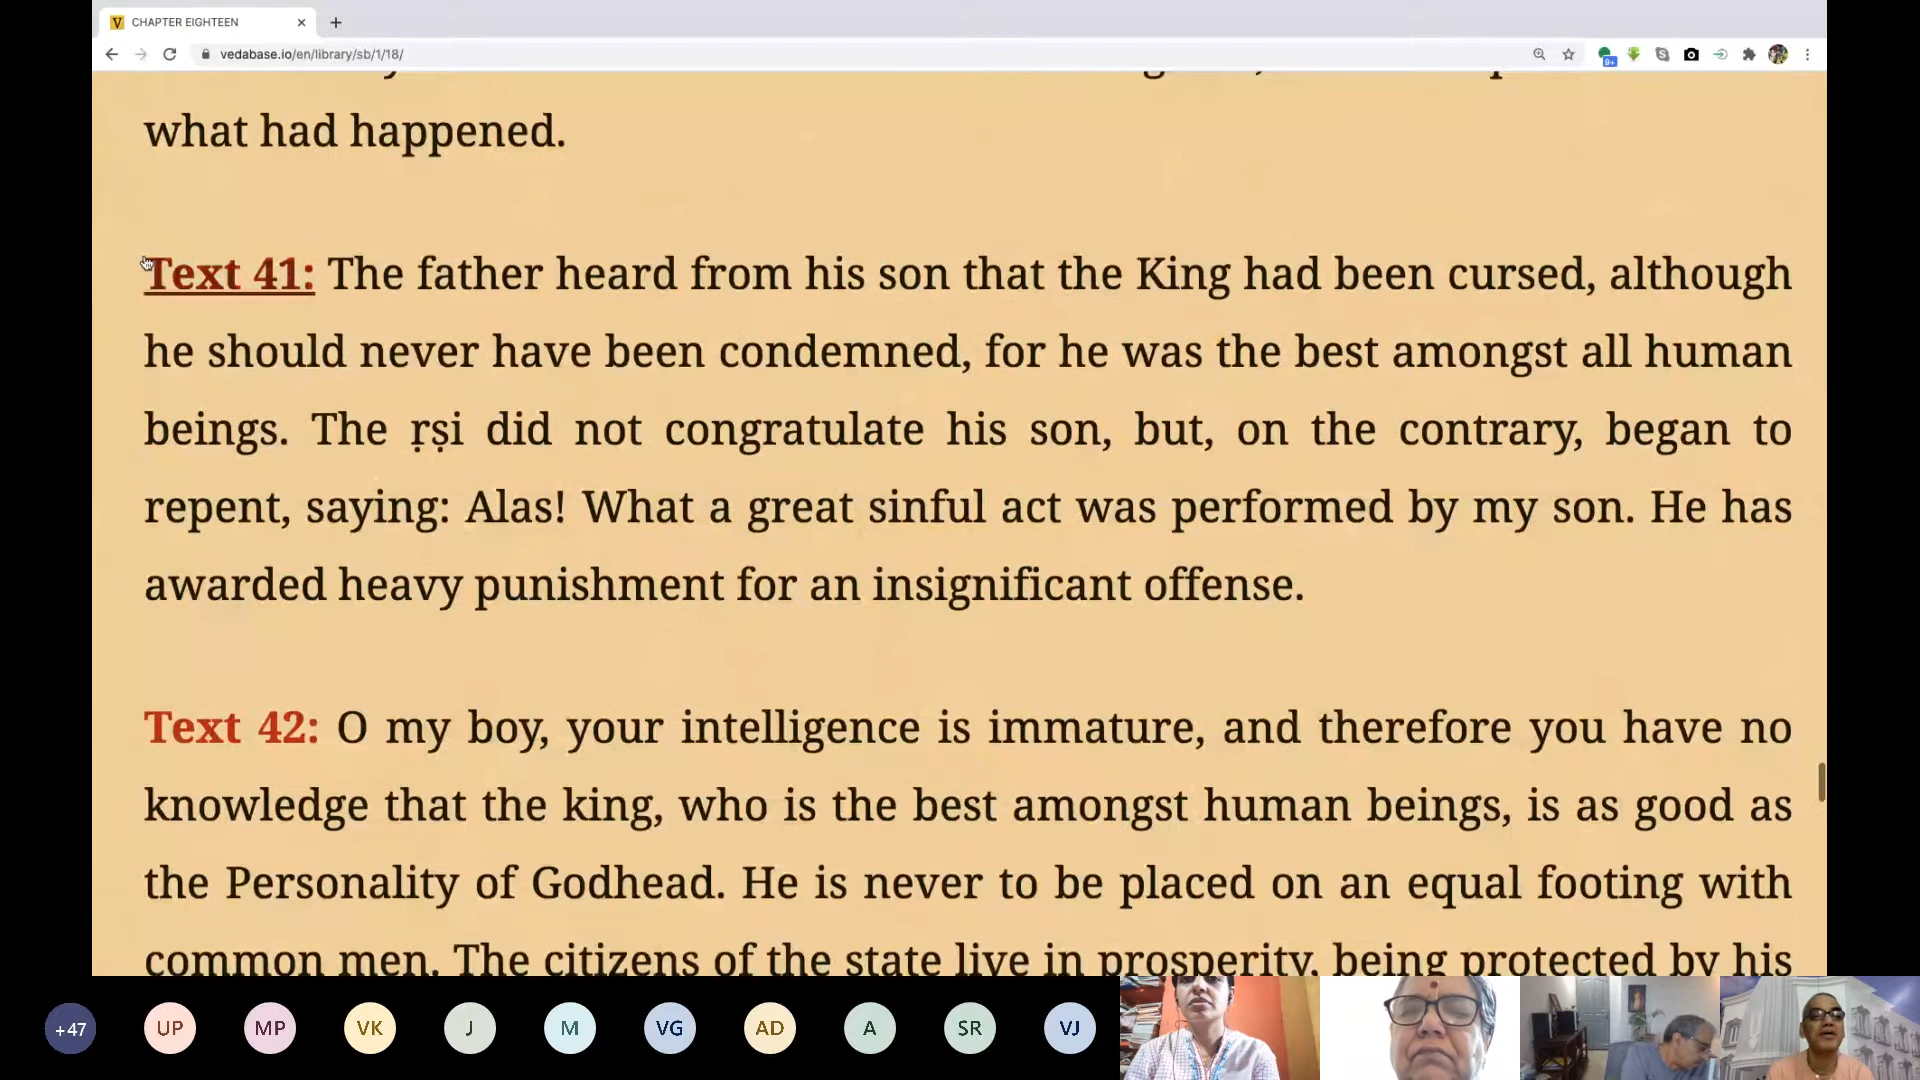 CHAPTER EIGHTEEN
vedabase.io/en/library/sb/1/18/
9+
what had happened.
Text 41: The father heard from his son that the King had been cursed, although
he should never have been condemned, for he was the best amongst all human
beings. The ṛṣi did not congratulate his son, but, on the contrary, began to
repent, saying: Alas! What a great sinful act was performed by my son. He has
awarded heavy punishment for an insignificant offense.
Text 42: O my boy, your intelligence is immature, and therefore you have no
knowledge that the king, who is the best amongst human beings, is as good as
the Personality of Godhead. He is never to be placed on an equal footing with
common men. The citizens of the state live in prosperity, being protected by his
+47 UP MP VK J M VG AD A SR VJ